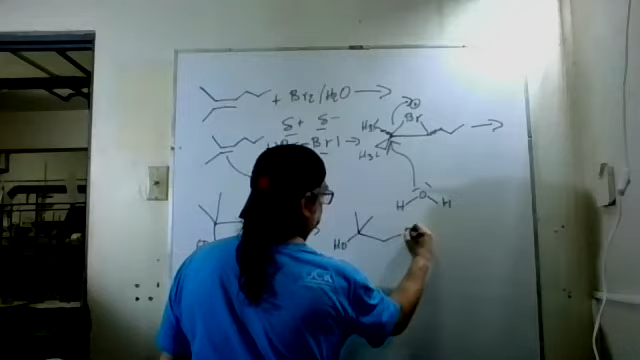 + Br2/H2O
⊕
Br
δ+ δ-
H3C
Br
H3C
O
H H
HO